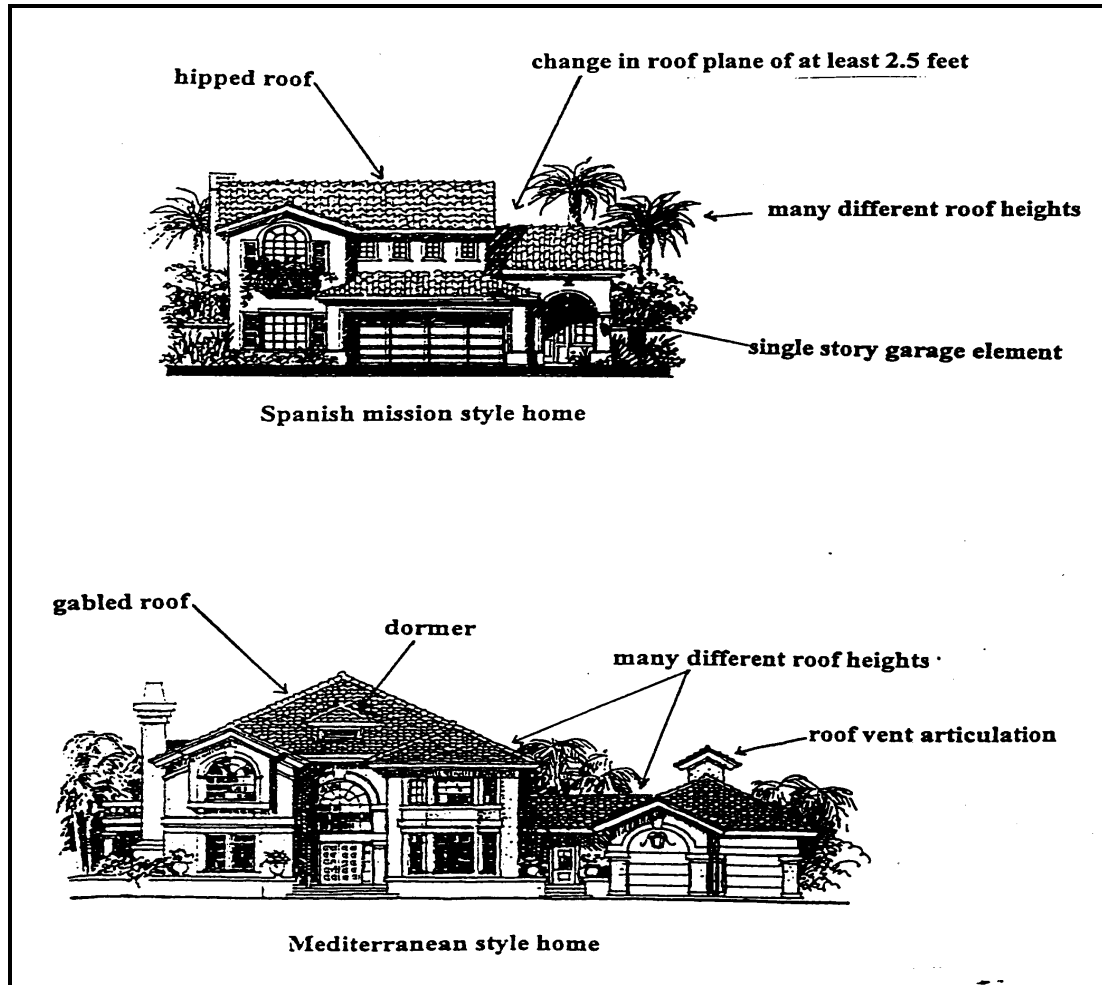 change in roof plane of at least 2.5 feet
hipped roof
many different roof heights
single story garage element
Spanish mission style home
gabled roof
dormer
many different roof heights
roof vent articulation
Mediterranean style home